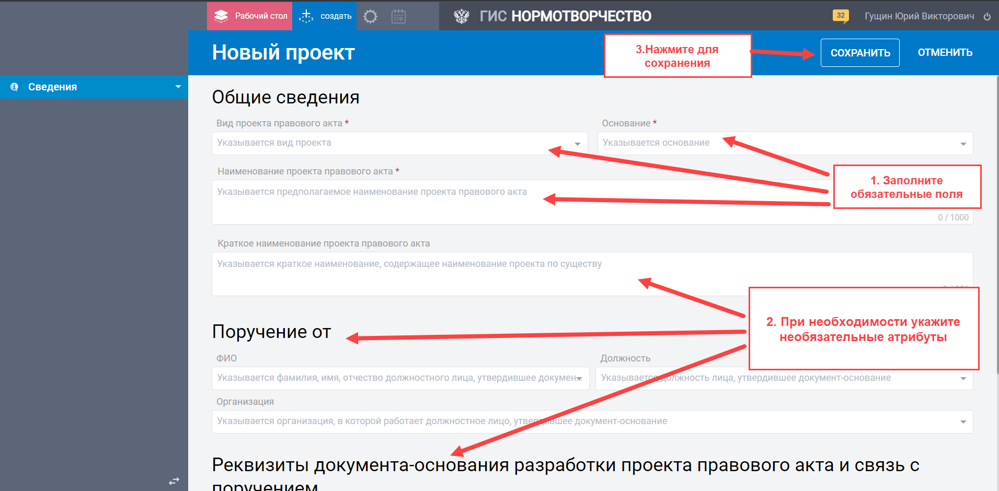 Рабочий стол
создать
ГИС НОРМОТВОРЧЕСТВО
32
Гущин Юрий Викторович
Новый проект
3.Нажмите для
сохранения
СОХРАНИТЬ
ОТМЕНИТЬ
Сведения
Общие сведения
Вид проекта правового акта *
Основание *
Указывается вид проекта
Указывается основание
Наименование проекта правового акта *
1. Заполните
обязательные поля
Указывается предполагаемое наименование проекта правового акта
0 / 1000
Краткое наименование проекта правового акта
Указывается краткое наименование, содержащее наименование проекта по существу
2. При необходимости укажите
необязательные атрибуты
Поручение от
ФИО
Должность
Указывается фамилия, имя, отчество должностного лица, утвердившее докумен...
Указывается должность лица, утвердившее документ-основание
Организация
Указывается организация, в которой работает должностное лицо, утвердившее документ-основание
Реквизиты документа-основания разработки проекта правового акта и связь с
поручением